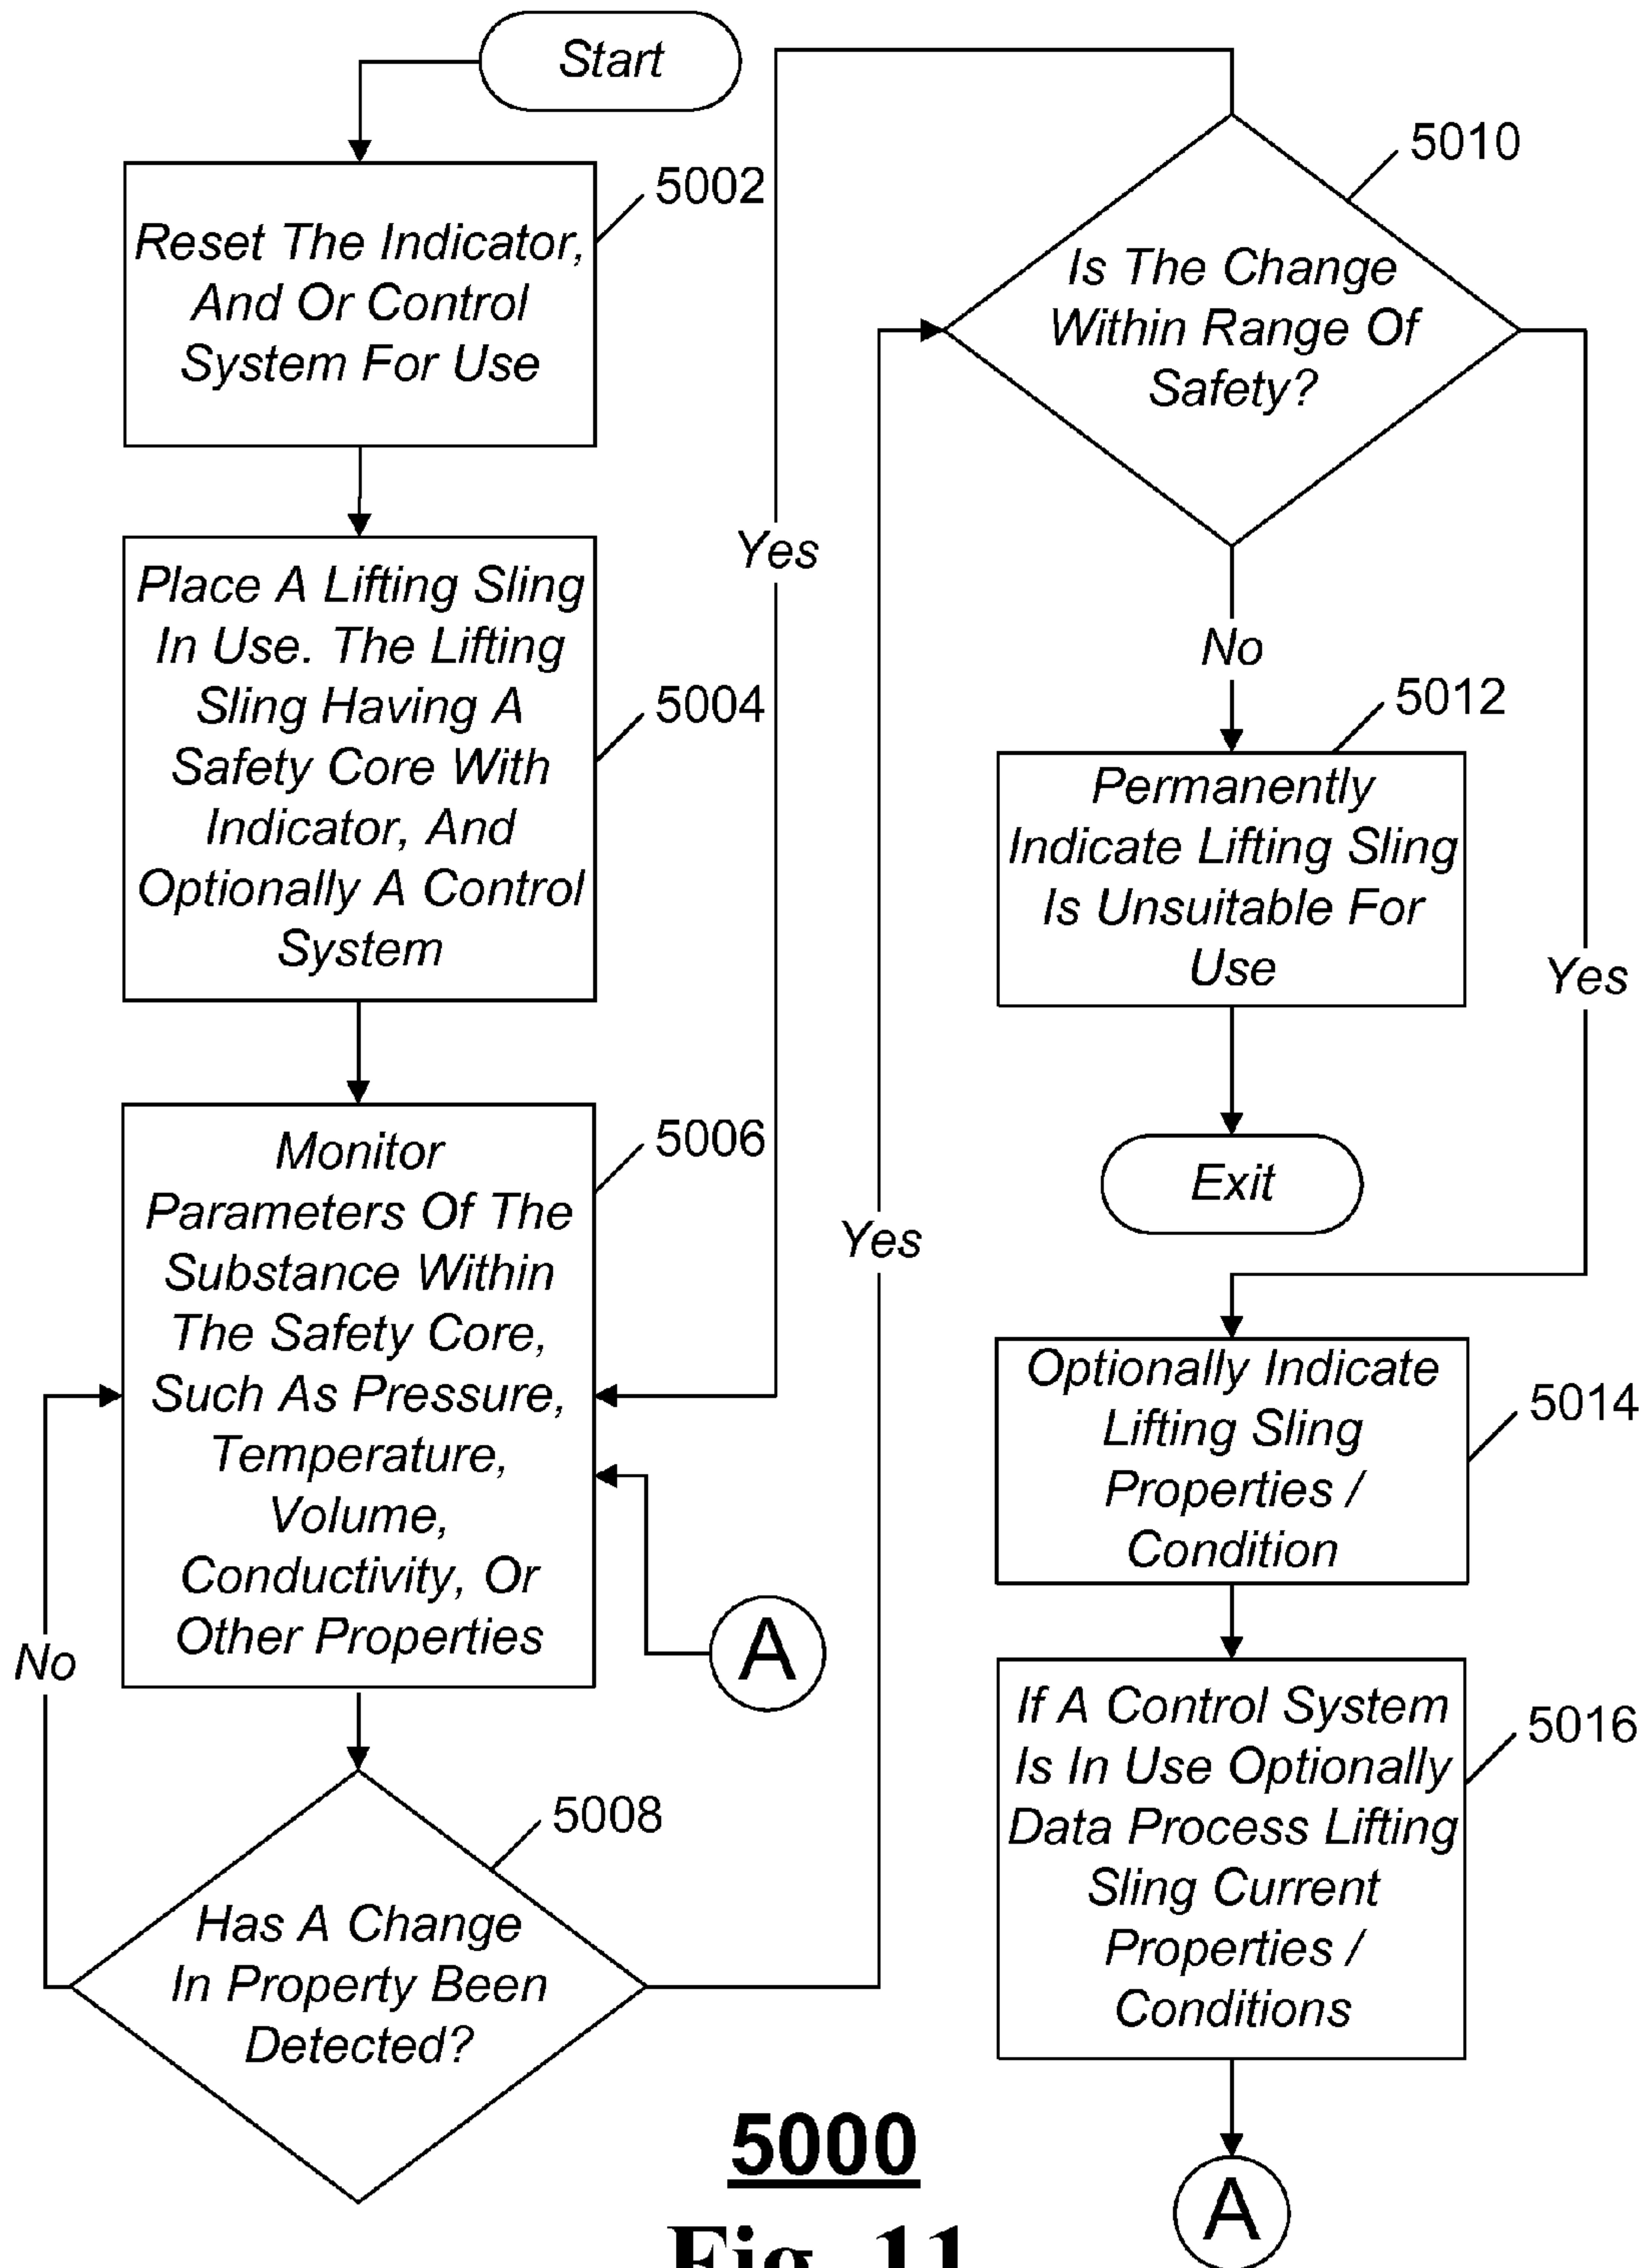 Start
5002
Reset The Indicator,
And Or Control
System For Use
Place A Lifting Sling
In Use. The Lifting
Sling Having A
Safety Core With
Indicator, And
Optionally A Control
System
5004
Monitor
Parameters Of The
Substance Within
The Safety Core,
Such As Pressure,
Temperature,
Volume,
Conductivity, Or
Other Properties
5006
A
No
5008
Has A Change
In Property Been
Detected?
Yes
Yes
5010
Is The Change
Within Range Of
Safety?
No
5012
Permanently
Indicate Lifting Sling
Is Unsuitable For
Use
Yes
Exit
Optionally Indicate
Lifting Sling
Properties /
Condition
5014
If A Control System
Is In Use Optionally
Data Process Lifting
Sling Current
Properties /
Conditions
5016
A
5000
Fig. 11